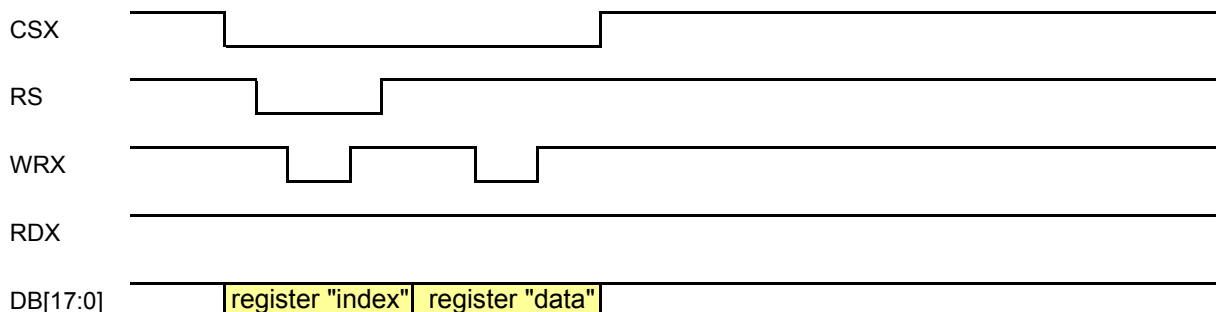 CSX
RS
WRX
RDX
DB[17:0] register "index" register "data"